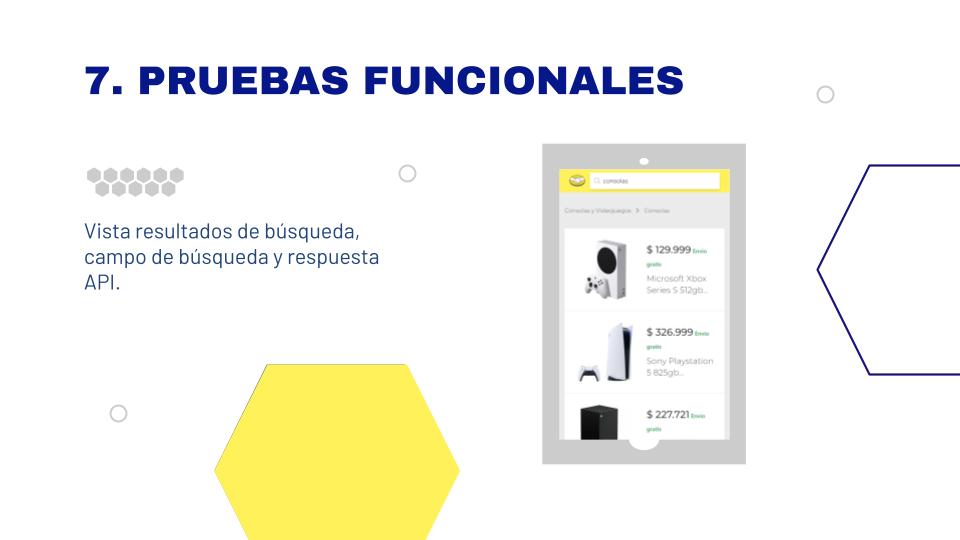 7. PRUEBAS FUNCIONALES
Vista resultados de búsqueda,
campo de búsqueda y respuesta
API.
consolas
Consolas y Videojuegos > Consolas
$ 129.999 Envío
gratis
Microsoft Xbox
Series S 512gb...
$ 326.999 Envío
gratis
Sony Playstation
5 825gb...
$ 227.721 Envío
gratis